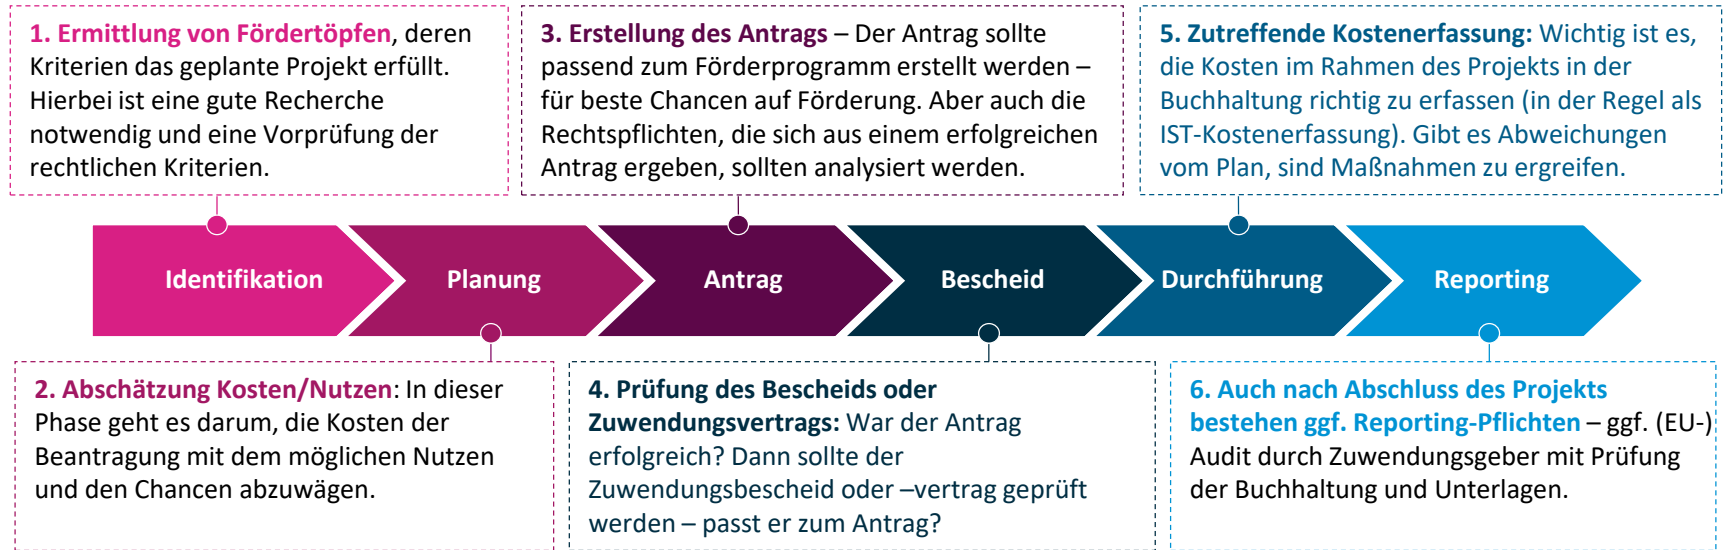 1. Ermittlung von Fördertöpfen, deren
Kriterien das geplante Projekt erfüllt.
Hierbei ist eine gute Recherche
notwendig und eine Vorprüfung der
rechtlichen Kriterien.
3. Erstellung des Antrags – Der Antrag sollte
passend zum Förderprogramm erstellt werden –
für beste Chancen auf Förderung. Aber auch die
Rechtspflichten, die sich aus einem erfolgreichen
Antrag ergeben, sollten analysiert werden.
5. Zutreffende Kostenerfassung: Wichtig ist es,
die Kosten im Rahmen des Projekts in der
Buchhaltung richtig zu erfassen (in der Regel als
IST-Kostenerfassung). Gibt es Abweichungen
vom Plan, sind Maßnahmen zu ergreifen.
Identifikation
Planung
Antrag
Bescheid
Durchführung
Reporting
2. Abschätzung Kosten/Nutzen: In dieser
Phase geht es darum, die Kosten der
Beantragung mit dem möglichen Nutzen
und den Chancen abzuwägen.
4. Prüfung des Bescheids oder
Zuwendungsvertrags: War der Antrag
erfolgreich? Dann sollte der
Zuwendungsbescheid oder –vertrag geprüft
werden – passt er zum Antrag?
6. Auch nach Abschluss des Projekts
bestehen ggf. Reporting-Pflichten – ggf. (EU-)
Audit durch Zuwendungsgeber mit Prüfung
der Buchhaltung und Unterlagen.